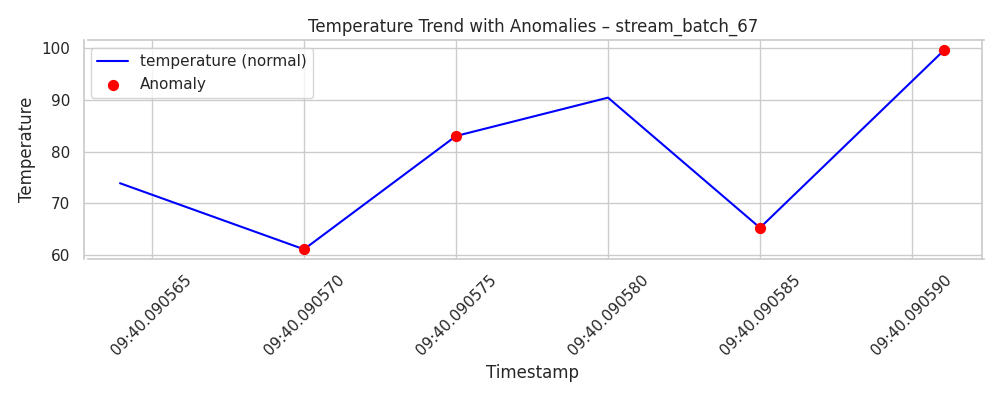 Temperature Trend with Anomalies – stream_batch_67
temperature (normal)
Anomaly
Temperature
100
90
80
70
60
09:40.090565
09:40.090570
09:40.090575
09:40.090580
09:40.090585
09:40.090590
Timestamp